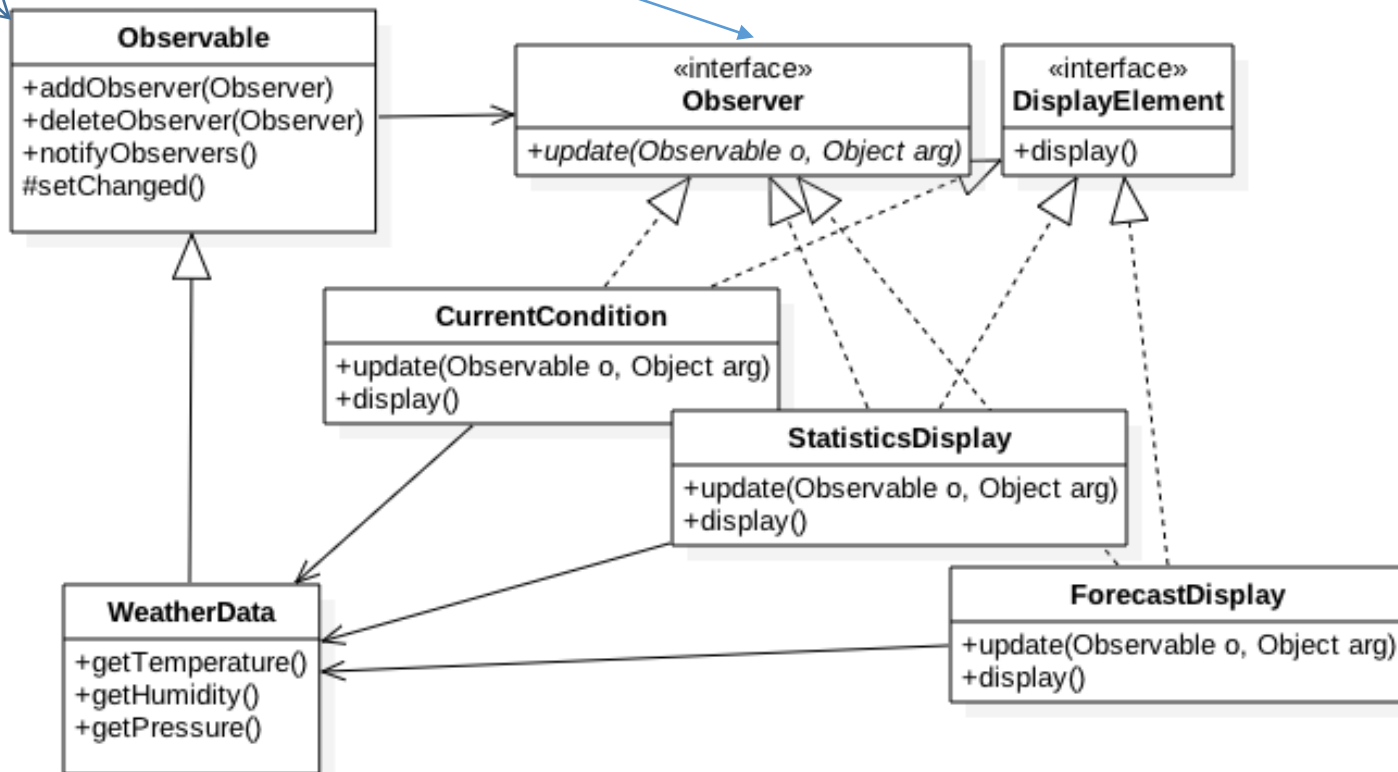 Observable
+addObserver(Observer)
+deleteObserver(Observer)
+notifyObservers()
#setChanged()
«interface»
Observer
+update(Observable o, Object arg)
«interface»
DisplayElement
+display()
CurrentCondition
+update(Observable o, Object arg)
+display()
StatisticsDisplay
+update(Observable o, Object arg)
+display()
WeatherData
+getTemperature()
+getHumidity()
+getPressure()
ForecastDisplay
+update(Observable o, Object arg)
+display()